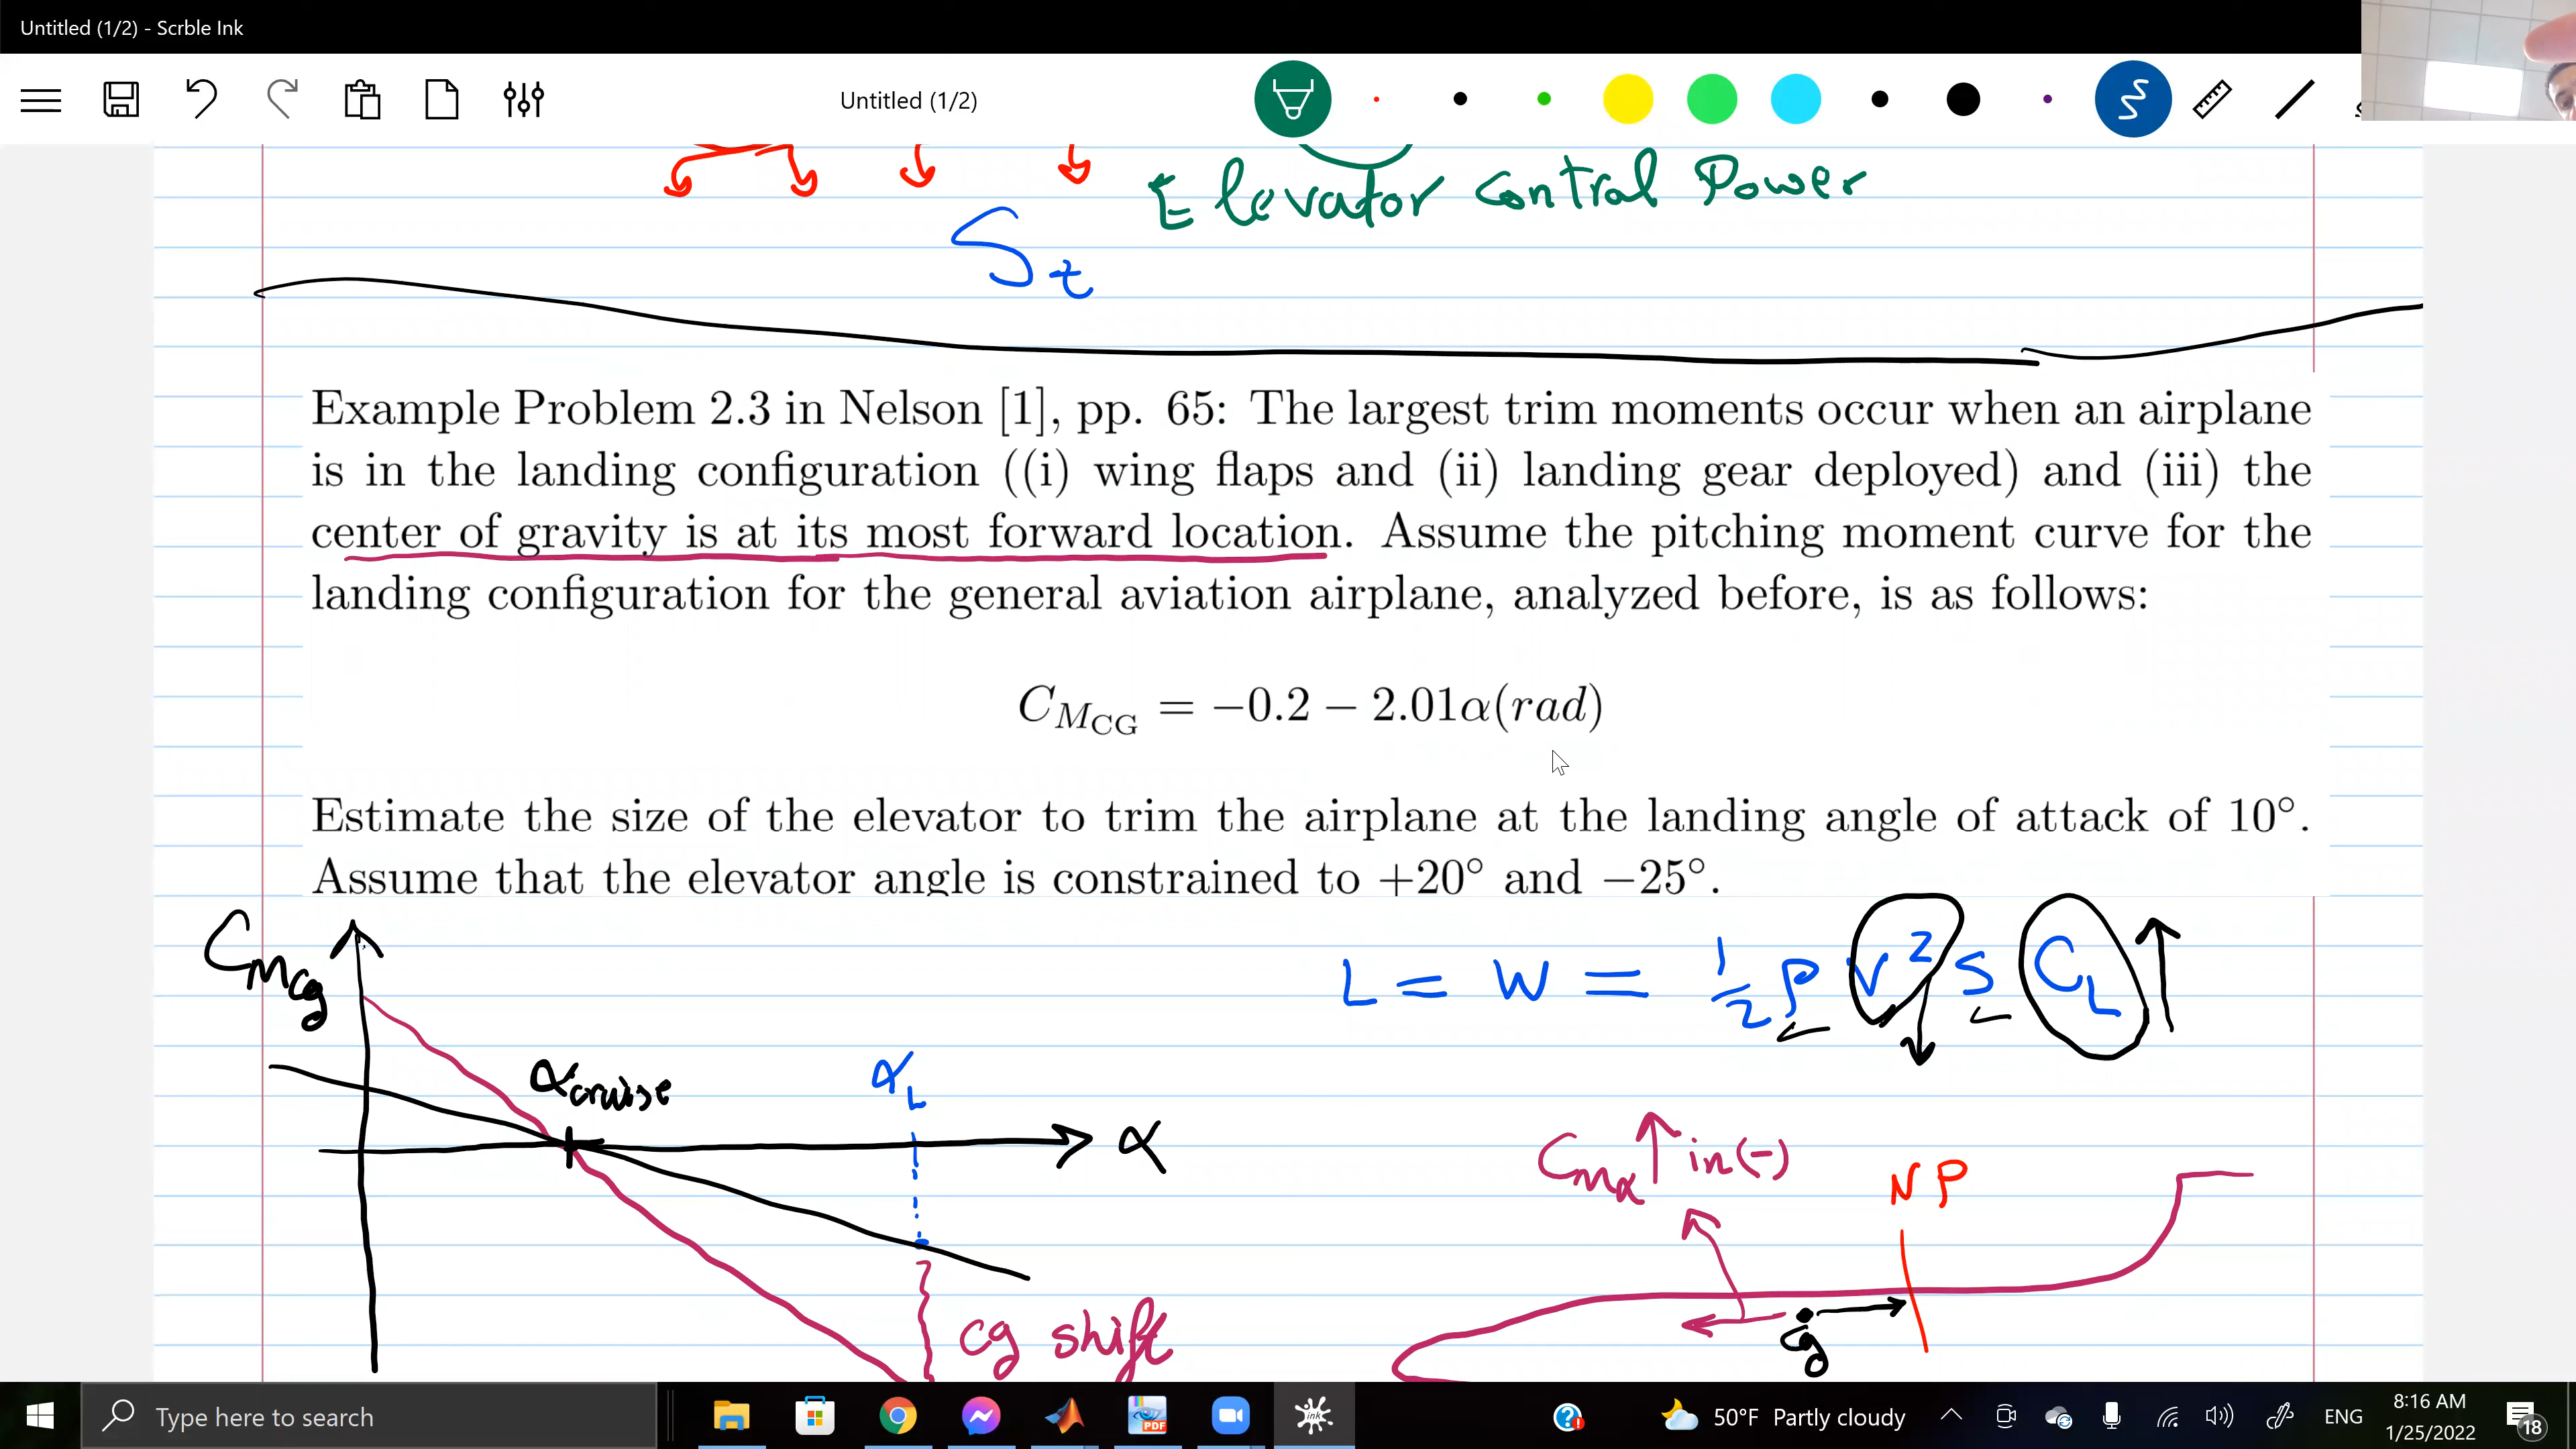 Untitled (1/2) - Scrble Ink
Untitled (1/2)
Elevator Control Power
St
Example Problem 2.3 in Nelson [1], pp. 65: The largest trim moments occur when an airplane
is in the landing configuration ((i) wing flaps and (ii) landing gear deployed) and (iii) the
center of gravity is at its most forward location. Assume the pitching moment curve for the
landing configuration for the general aviation airplane, analyzed before, is as follows:
C_{M_{CG}} = −0.2 − 2.01α(rad)
Estimate the size of the elevator to trim the airplane at the landing angle of attack of 10°.
Assume that the elevator angle is constrained to +20° and −25°.
Cmcg
L = W = 1/2 ρ V² S CL
αcruise
αL
α
Cmα ↑ in(-)
NP
cg shift
cg
Type here to search
PDF
ink
50°F Partly cloudy
ENG
8:16 AM
1/25/2022
18